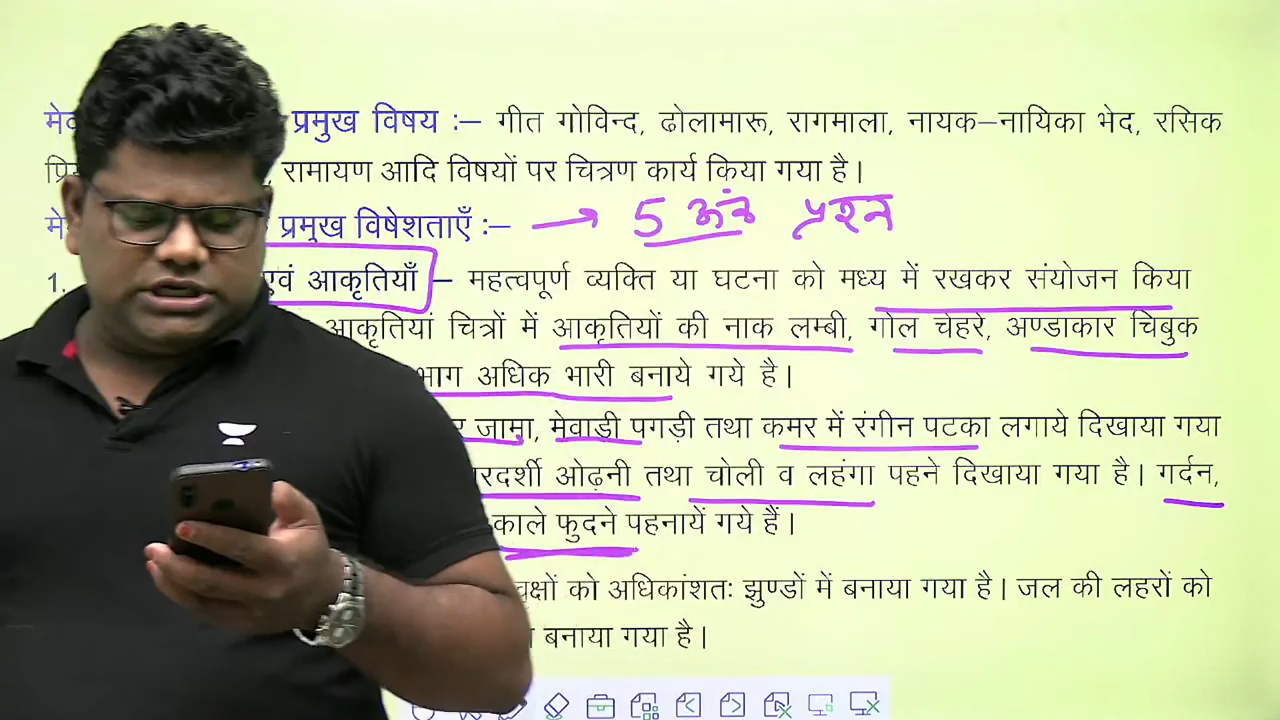 प्रमुख विषय :– गीत गोविन्द, ढोलामारू, रागमाला, नायक–नायिका भेद, रसिक
, रामायण आदि विषयों पर चित्रण कार्य किया गया है।
प्रमुख विषेशताएँ :– → 5 अंक प्रश्न
1. एवं आकृतियाँ – महत्वपूर्ण व्यक्ति या घटना को मध्य में रखकर संयोजन किया
आकृतियां चित्रों में आकृतियों की नाक लम्बी, गोल चेहरे, अण्डाकार चिबुक
भाग अधिक भारी बनाये गये है।
जामा, मेवाडी पगड़ी तथा कमर में रंगीन पटका लगाये दिखाया गया
ओढ़नी तथा चोली व लहंगा पहने दिखाया गया है। गर्दन,
काले फुदने पहनायें गये हैं।
को अधिकांशतः झुण्डों में बनाया गया है। जल की लहरों को
बनाया गया है।